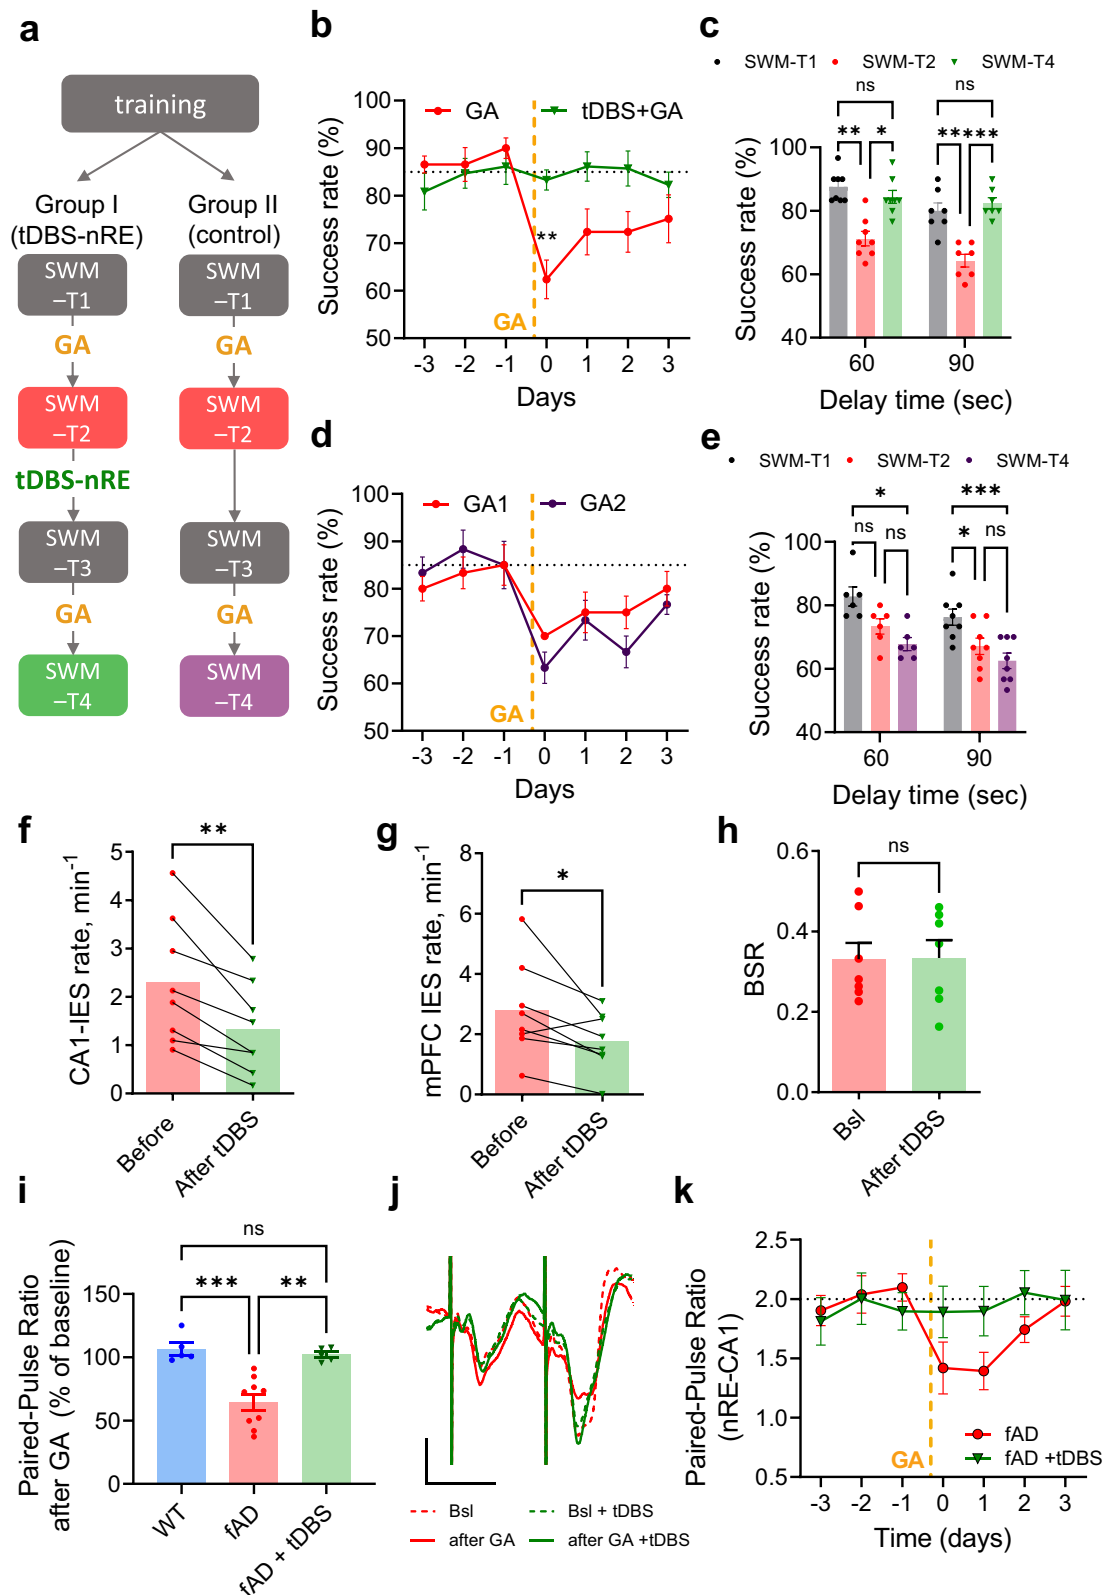 a
training
Group I
(tDBS-nRE)
Group II
(control)
SWM
–T1
SWM
–T1
GA
GA
SWM
–T2
SWM
–T2
tDBS-nRE
SWM
–T3
SWM
–T3
GA
GA
SWM
–T4
SWM
–T4
b
GA
tDBS+GA
Success rate (%)
100
90
80
70
60
50
**
GA
-3 -2 -1 0 1 2 3
Days
c
SWM-T1 SWM-T2 SWM-T4
ns
ns
** * ** ***
Success rate (%)
100
80
60
40
60 90
Delay time (sec)
d
GA1
GA2
Success rate (%)
100
90
80
70
60
50
GA
-3 -2 -1 0 1 2 3
Days
e
SWM-T1 SWM-T2 SWM-T4
* ***
ns ns * ns
Success rate (%)
100
80
60
40
60 90
Delay time (sec)
f
**
CA1-IES rate, min-1
5
4
3
2
1
0
Before
After tDBS
g
*
mPFC IES rate, min-1
8
6
4
2
0
Before
After tDBS
h
ns
BSR
0.6
0.4
0.2
0.0
Bsl
After tDBS
i
ns
*** **
Paired-Pulse Ratio
after GA (% of baseline)
150
100
50
0
WT
fAD
fAD + tDBS
j
Bsl
Bsl + tDBS
after GA
after GA +tDBS
k
Paired-Pulse Ratio
(nRE-CA1)
2.5
2.0
1.5
1.0
0.5
GA
fAD
fAD +tDBS
-3 -2 -1 0 1 2 3
Time (days)